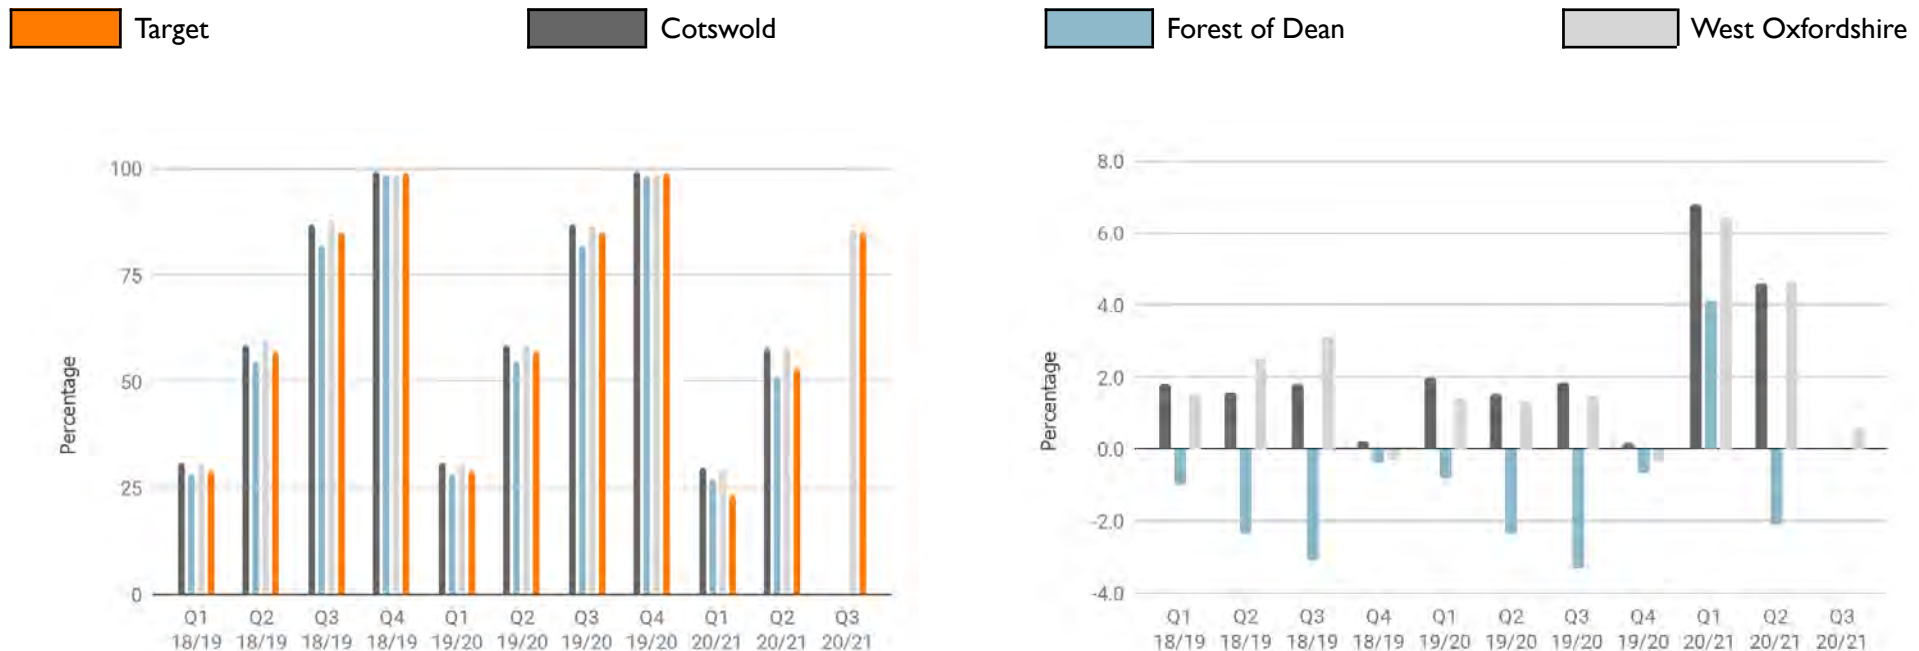 Target
Cotswold
Forest of Dean
West Oxfordshire
Percentage
100
75
50
25
0
Q1 Q2 Q3 Q4 Q1 Q2 Q3 Q4 Q1 Q2 Q3
18/19 18/19 18/19 18/19 19/20 19/20 19/20 19/20 20/21 20/21 20/21
Percentage
8.0
6.0
4.0
2.0
0.0
-2.0
-4.0
Q1 Q2 Q3 Q4 Q1 Q2 Q3 Q4 Q1 Q2 Q3
18/19 18/19 18/19 18/19 19/20 19/20 19/20 19/20 20/21 20/21 20/21